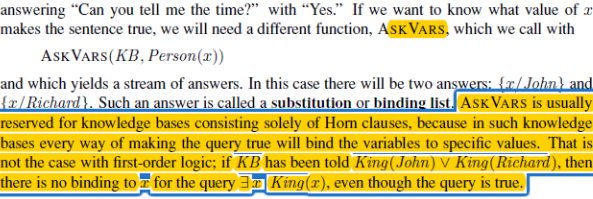 answering “Can you tell me the time?” with “Yes.” If we want to know what value of x
makes the sentence true, we will need a different function, ASKVARS, which we call with
ASKVARS(KB, Person(x))
and which yields a stream of answers. In this case there will be two answers: {x/John} and
{x/Richard}. Such an answer is called a substitution or binding list. ASKVARS is usually
reserved for knowledge bases consisting solely of Horn clauses, because in such knowledge
bases every way of making the query true will bind the variables to specific values. That is
not the case with first-order logic; if KB has been told King(John) ∨ King(Richard), then
there is no binding to x for the query ∃x King(x), even though the query is true.